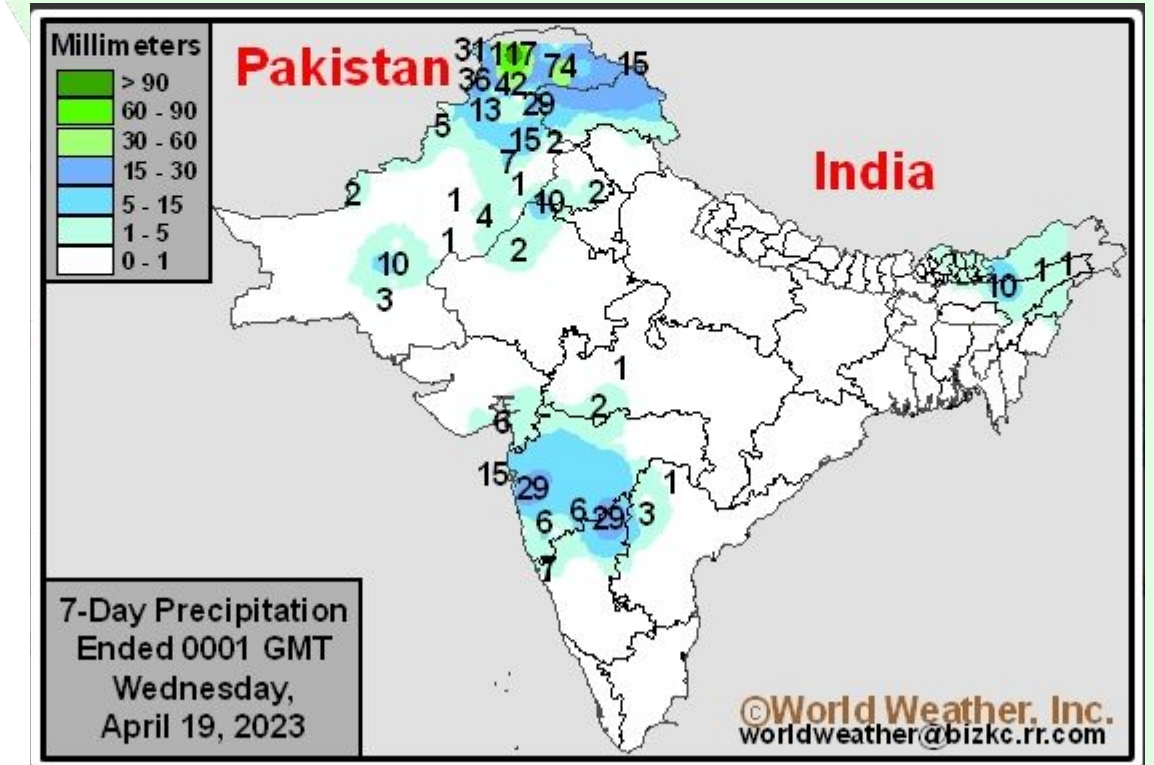 Millimeters
> 90
60 - 90
30 - 60
15 - 30
5 - 15
1 - 5
0 - 1
Pakistan
India
31 117 74 15
36 42
13 29
5 15 2
7
2 1 1 10 2
4
1 2
10
3
10 1 1
1
2
6
15 29 1
6 6 29 3
7
7-Day Precipitation
Ended 0001 GMT
Wednesday,
April 19, 2023
©World Weather, Inc.
worldweather@bizkc.rr.com